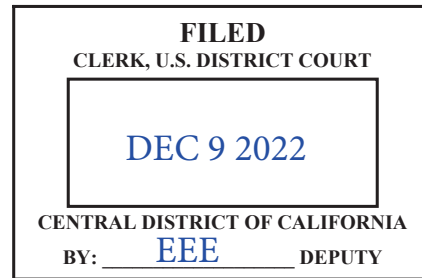 FILED
CLERK, U.S. DISTRICT COURT
DEC 9 2022
CENTRAL DISTRICT OF CALIFORNIA
BY: EEE DEPUTY